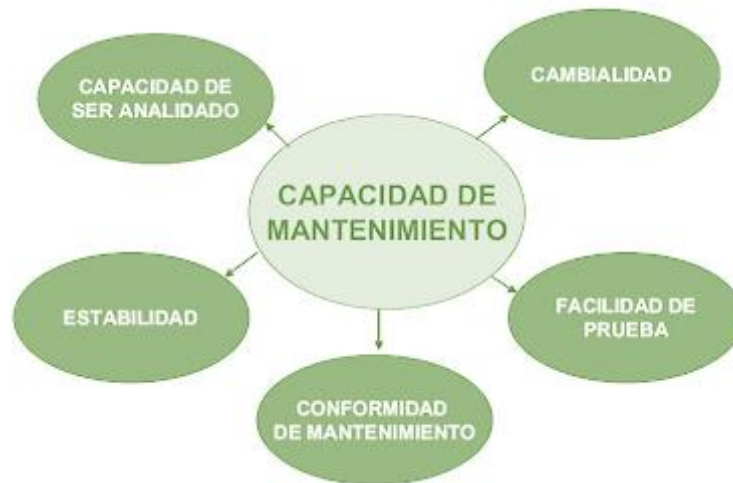 CAPACIDAD DE
SER ANALIDADO
CAMBIALIDAD
CAPACIDAD DE
MANTENIMIENTO
ESTABILIDAD
FACILIDAD DE
PRUEBA
CONFORMIDAD
DE MANTENIMIENTO